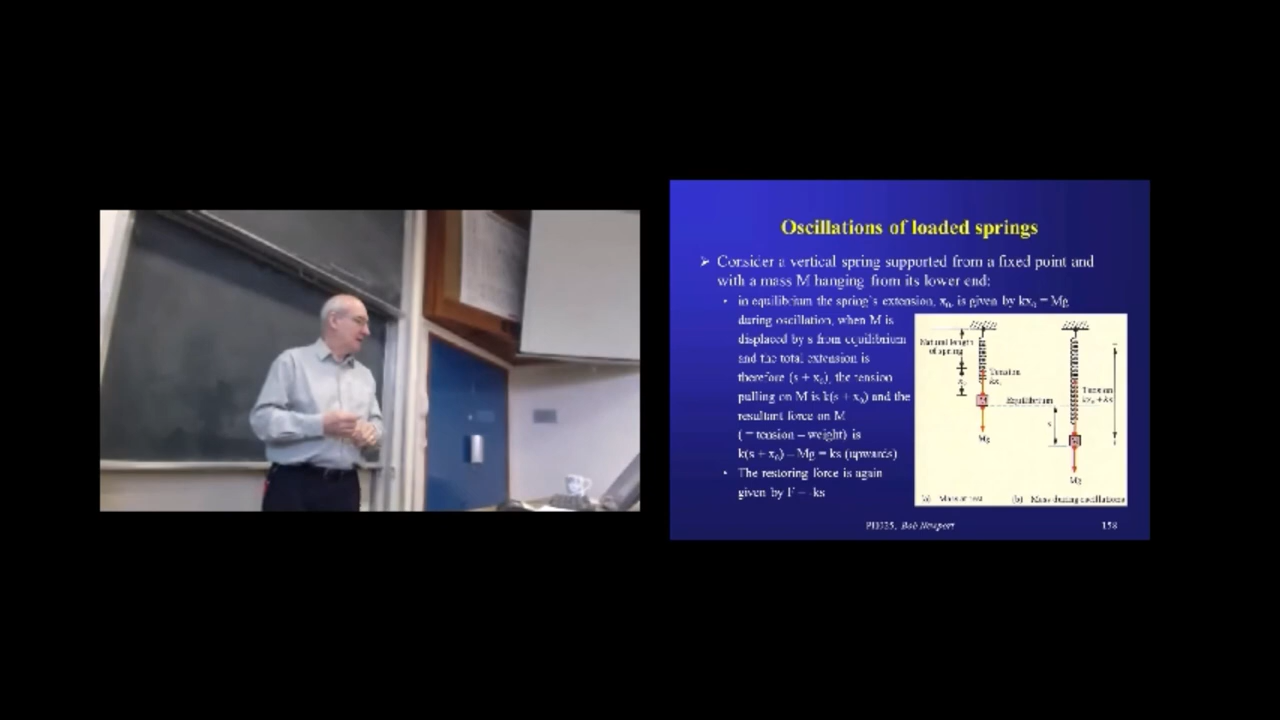 Oscillations of loaded springs
➢ Consider a vertical spring supported from a fixed point and
with a mass M hanging from its lower end:
• in equilibrium the spring's extension, x₀, is given by kx₀ = Mg
during oscillation, when M is
displaced by s from equilibrium
and the total extension is
therefore (s + x₀), the tension
pulling on M is k(s + x₀) and the
resultant force on M
( = tension – weight) is
k(s + x₀) – Mg = ks (upwards)
• The restoring force is again
given by F = -ks
Natural length
of spring
Tension
kx₀
x₀
M
Equilibrium
Mg
Tension
kx₀ + ks
s
Mg
(a) Mass at rest
(b) Mass during oscillations
PH325, Bob Newport
158